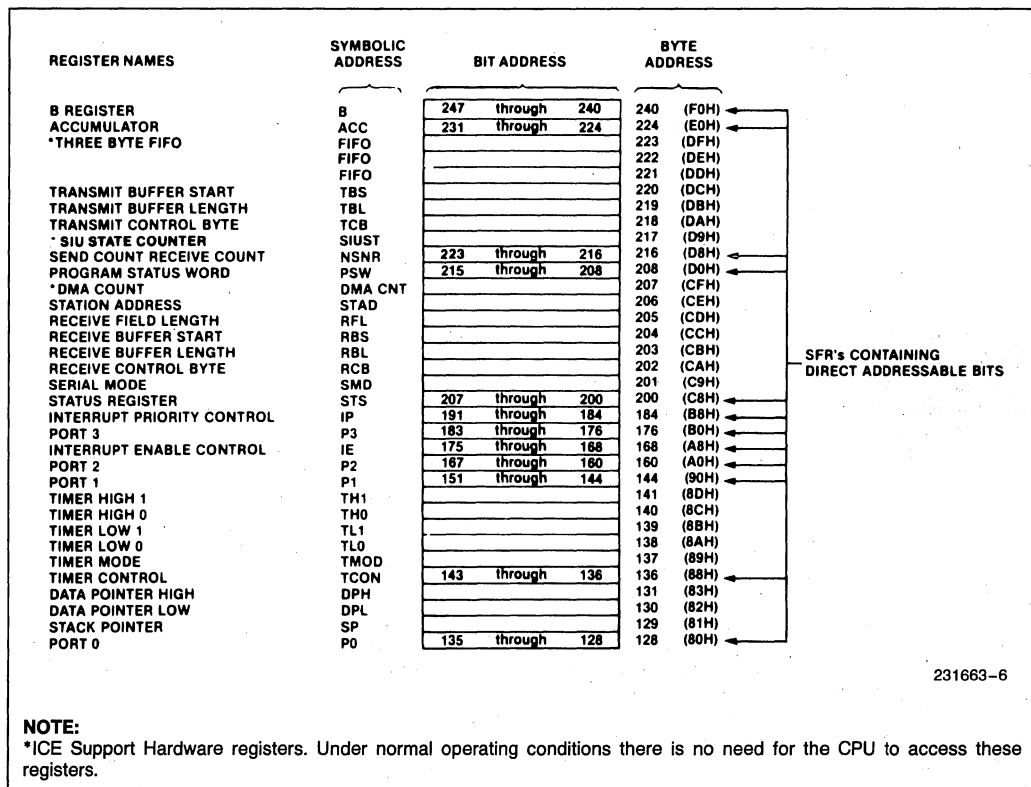 REGISTER NAMES SYMBOLIC ADDRESS BIT ADDRESS BYTE ADDRESS
B REGISTER B 247 through 240 240 (F0H)
ACCUMULATOR ACC 231 through 224 224 (E0H)
*THREE BYTE FIFO FIFO 223 (DFH)
FIFO 222 (DEH)
FIFO 221 (DDH)
TRANSMIT BUFFER START TBS 220 (DCH)
TRANSMIT BUFFER LENGTH TBL 219 (DBH)
TRANSMIT CONTROL BYTE TCB 218 (DAH)
* SIU STATE COUNTER SIUST 217 (D9H)
SEND COUNT RECEIVE COUNT NSNR 223 through 216 216 (D8H)
PROGRAM STATUS WORD PSW 215 through 208 208 (D0H)
*DMA COUNT DMA CNT 207 (CFH)
STATION ADDRESS STAD 206 (CEH)
RECEIVE FIELD LENGTH RFL 205 (CDH)
RECEIVE BUFFER START RBS 204 (CCH)
RECEIVE BUFFER LENGTH RBL 203 (CBH)
RECEIVE CONTROL BYTE RCB 202 (CAH)
SERIAL MODE SMD 201 (C9H)
STATUS REGISTER STS 207 through 200 200 (C8H)
INTERRUPT PRIORITY CONTROL IP 191 through 184 184 (B8H)
PORT 3 P3 183 through 176 176 (B0H)
INTERRUPT ENABLE CONTROL IE 175 through 168 168 (A8H)
PORT 2 P2 167 through 160 160 (A0H)
PORT 1 P1 151 through 144 144 (90H)
TIMER HIGH 1 TH1 141 (8DH)
TIMER HIGH 0 TH0 140 (8CH)
TIMER LOW 1 TL1 139 (8BH)
TIMER LOW 0 TL0 138 (8AH)
TIMER MODE TMOD 137 (89H)
TIMER CONTROL TCON 143 through 136 136 (88H)
DATA POINTER HIGH DPH 131 (83H)
DATA POINTER LOW DPL 130 (82H)
STACK POINTER SP 129 (81H)
PORT 0 P0 135 through 128 128 (80H)
SFR's CONTAINING
DIRECT ADDRESSABLE BITS
231663–6
NOTE:
*ICE Support Hardware registers. Under normal operating conditions there is no need for the CPU to access these
registers.